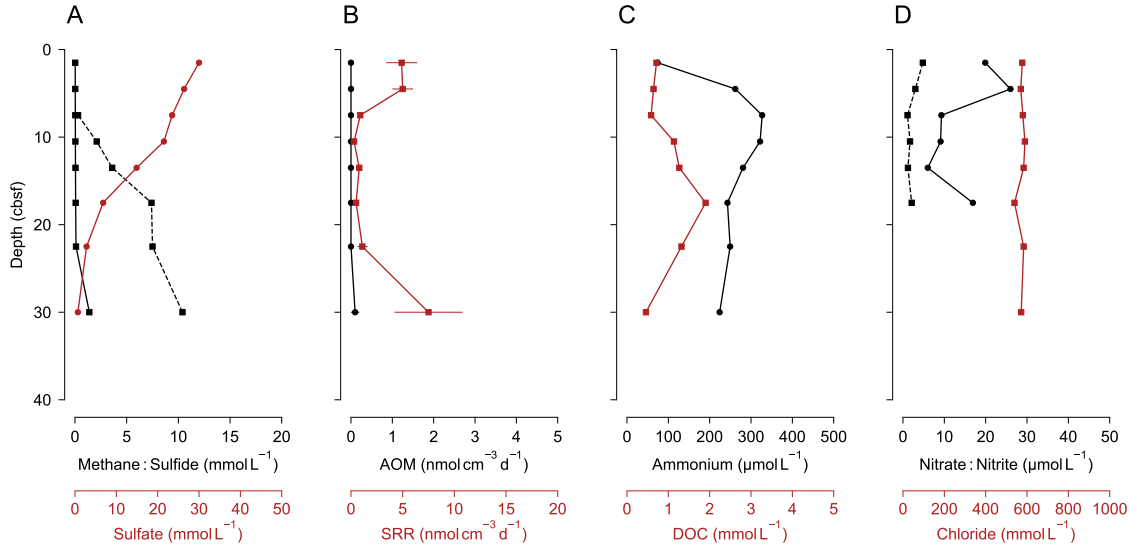 A B C D
Depth (cbsf)
0
10
20
30
40
0 5 10 15 20
Methane : Sulfide (mmol L⁻¹)
0 10 20 30 40 50
Sulfate (mmol L⁻¹)
0 1 2 3 4 5
AOM (nmol cm⁻³ d⁻¹)
0 5 10 15 20
SRR (nmol cm⁻³ d⁻¹)
0 100 200 300 400 500
Ammonium (µmol L⁻¹)
0 1 2 3 4 5
DOC (mmol L⁻¹)
0 10 20 30 40 50
Nitrate : Nitrite (µmol L⁻¹)
0 200 400 600 800 1000
Chloride (mmol L⁻¹)